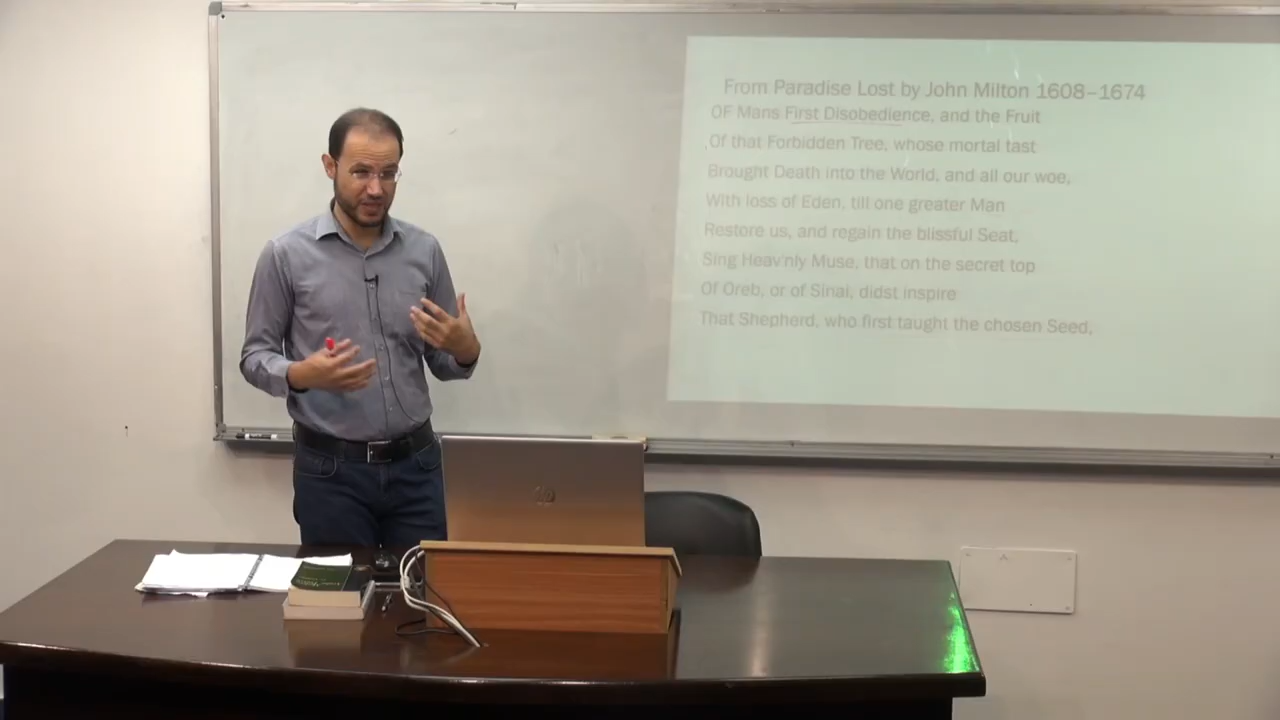 From Paradise Lost by John Milton 1608–1674
OF Mans First Disobedience, and the Fruit
Of that Forbidden Tree, whose mortal tast
Brought Death into the World, and all our woe,
With loss of Eden, till one greater Man
Restore us, and regain the blissful Seat,
Sing Heav'nly Muse, that on the secret top
Of Oreb, or of Sinai, didst inspire
That Shepherd, who first taught the chosen Seed,
hp